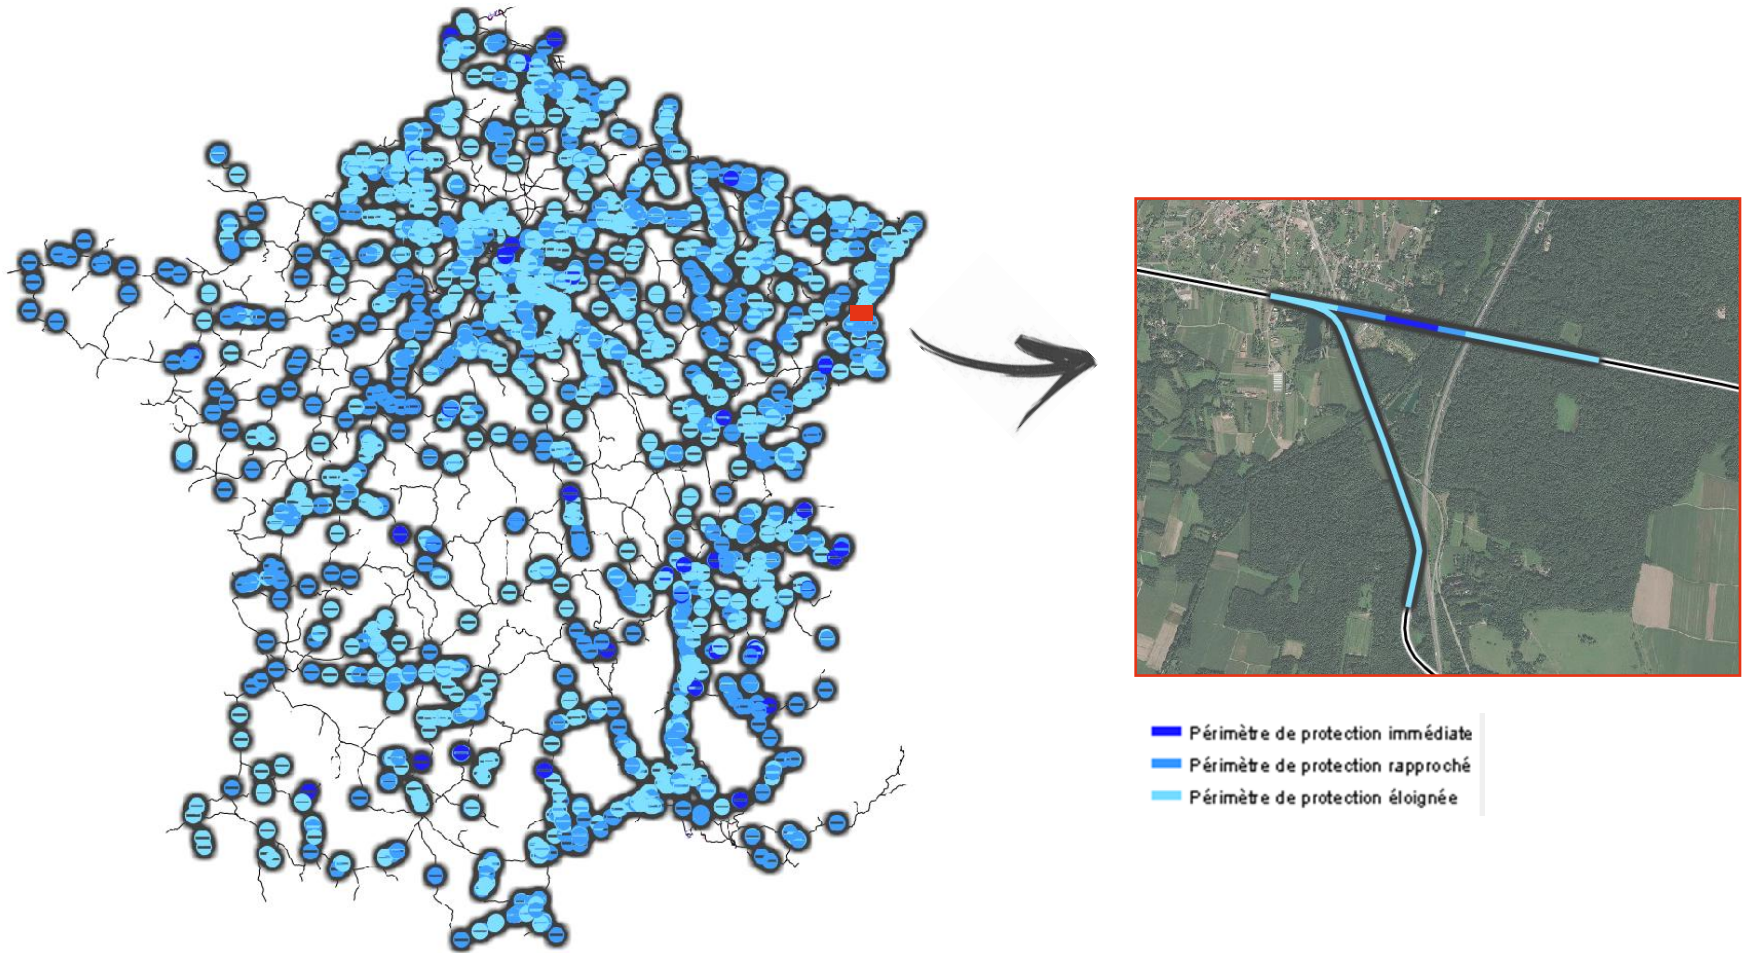 Périmètre de protection immédiate
Périmètre de protection rapproché
Périmètre de protection éloignée